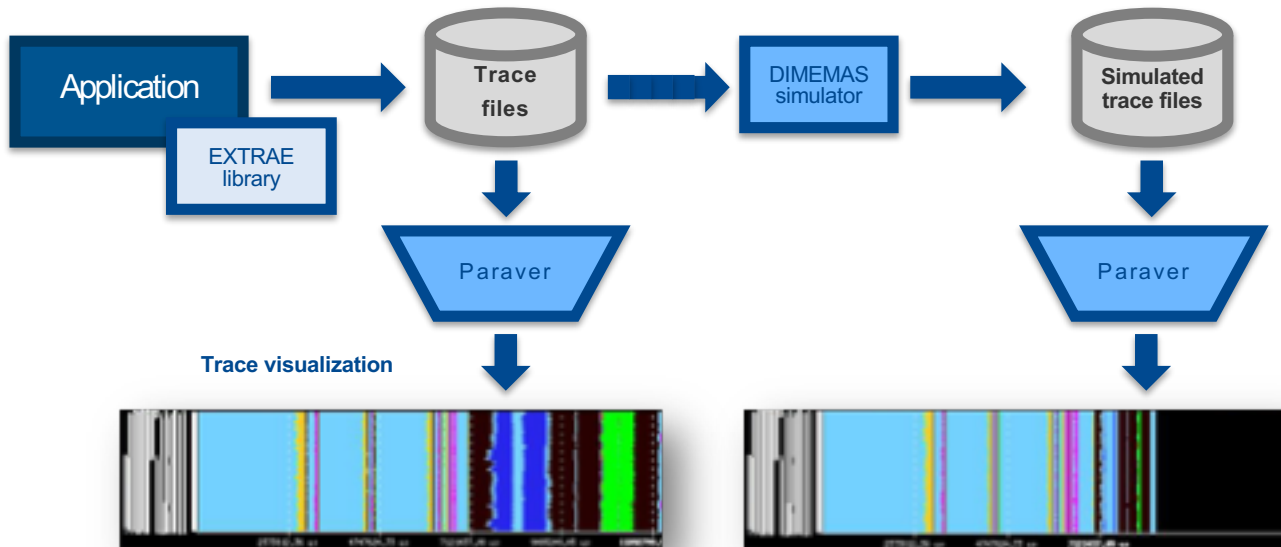 Application
EXTRAE
library
Trace
files
DIMEMAS
simulator
Simulated
trace files
Paraver
Paraver
Trace visualization